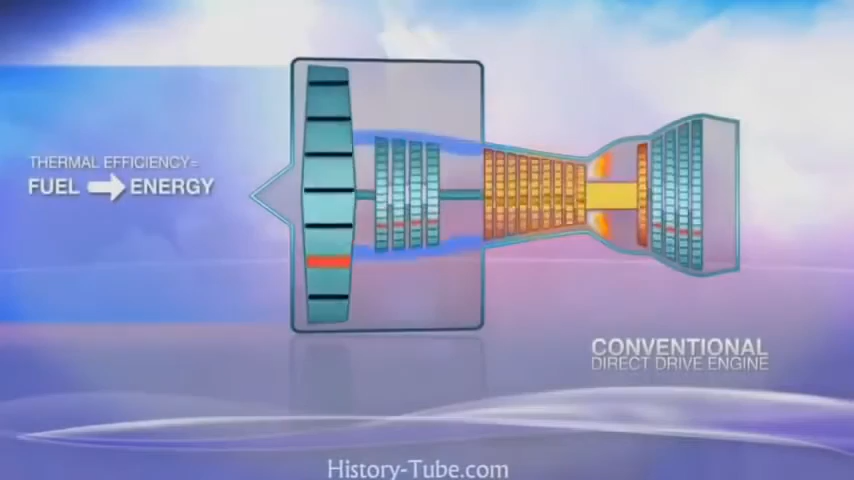 THERMAL EFFICIENCY=
FUEL ENERGY
CONVENTIONAL
DIRECT DRIVE ENGINE
History-Tube.com